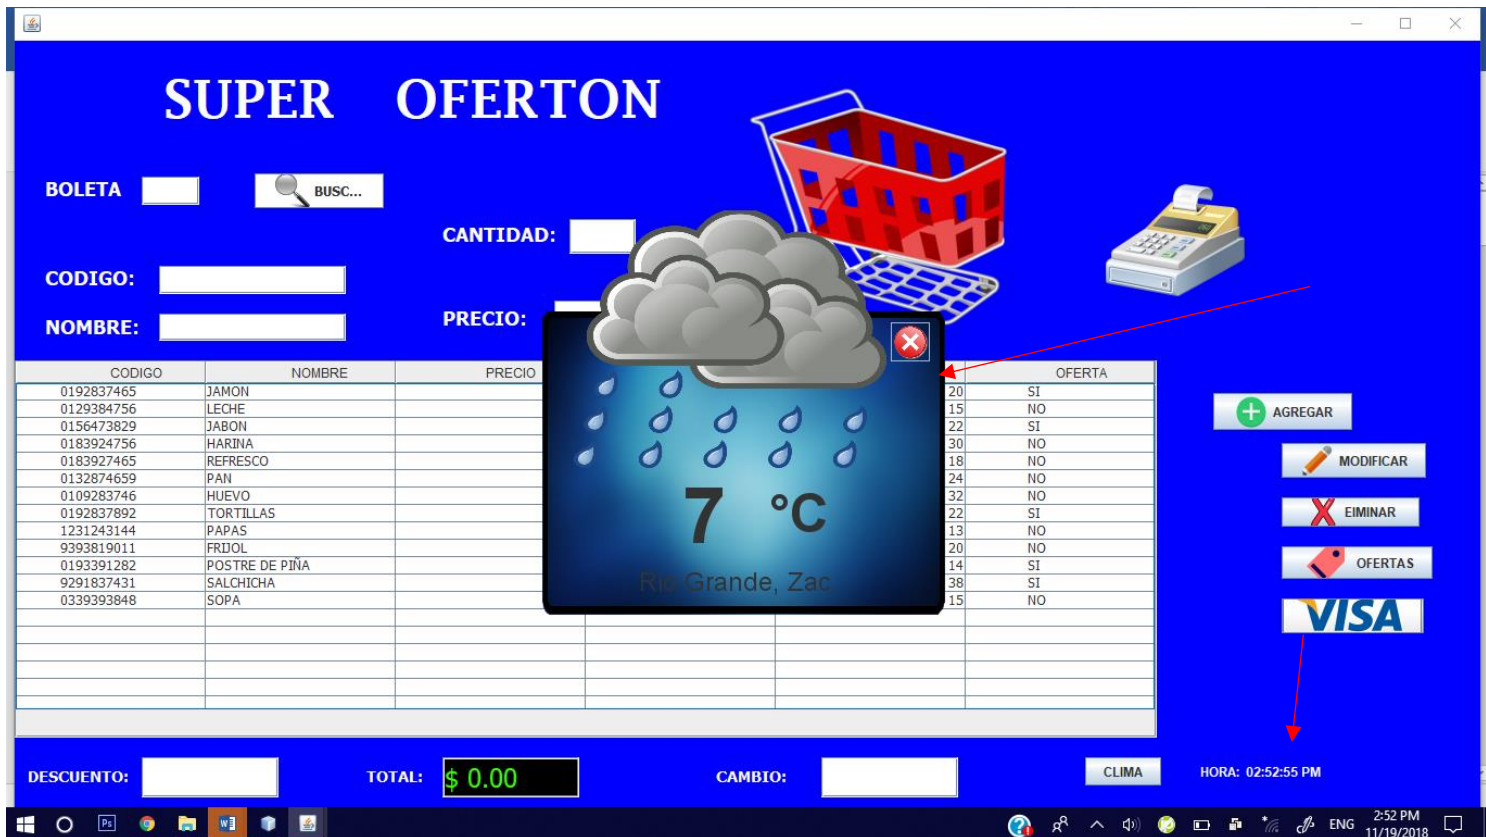 SUPER OFERTON
BOLETA
BUSC...
CANTIDAD:
CODIGO:
PRECIO:
NOMBRE:
CODIGO NOMBRE PRECIO OFERTA
0192837465 JAMON 20 SI
0129384756 LECHE 15 NO
0156473829 JABON 22 SI
0183924756 HARINA 30 NO
0183927465 REFRESCO 18 NO
0132874659 PAN 24 NO
0109283746 HUEVO 32 NO
0192837892 TORTILLAS 22 SI
1231243144 PAPAS 13 NO
9393819011 FRIJOL 20 NO
0193391282 POSTRE DE PIÑA 14 SI
9291837431 SALCHICHA 38 SI
0339393848 SOPA 15 NO
7 °C
Rio Grande, Zac
AGREGAR
MODIFICAR
EIMINAR
OFERTAS
VISA
DESCUENTO:
TOTAL: $ 0.00
CAMBIO:
CLIMA
HORA: 02:52:55 PM
Ps
W
ENG
2:52 PM
11/19/2018